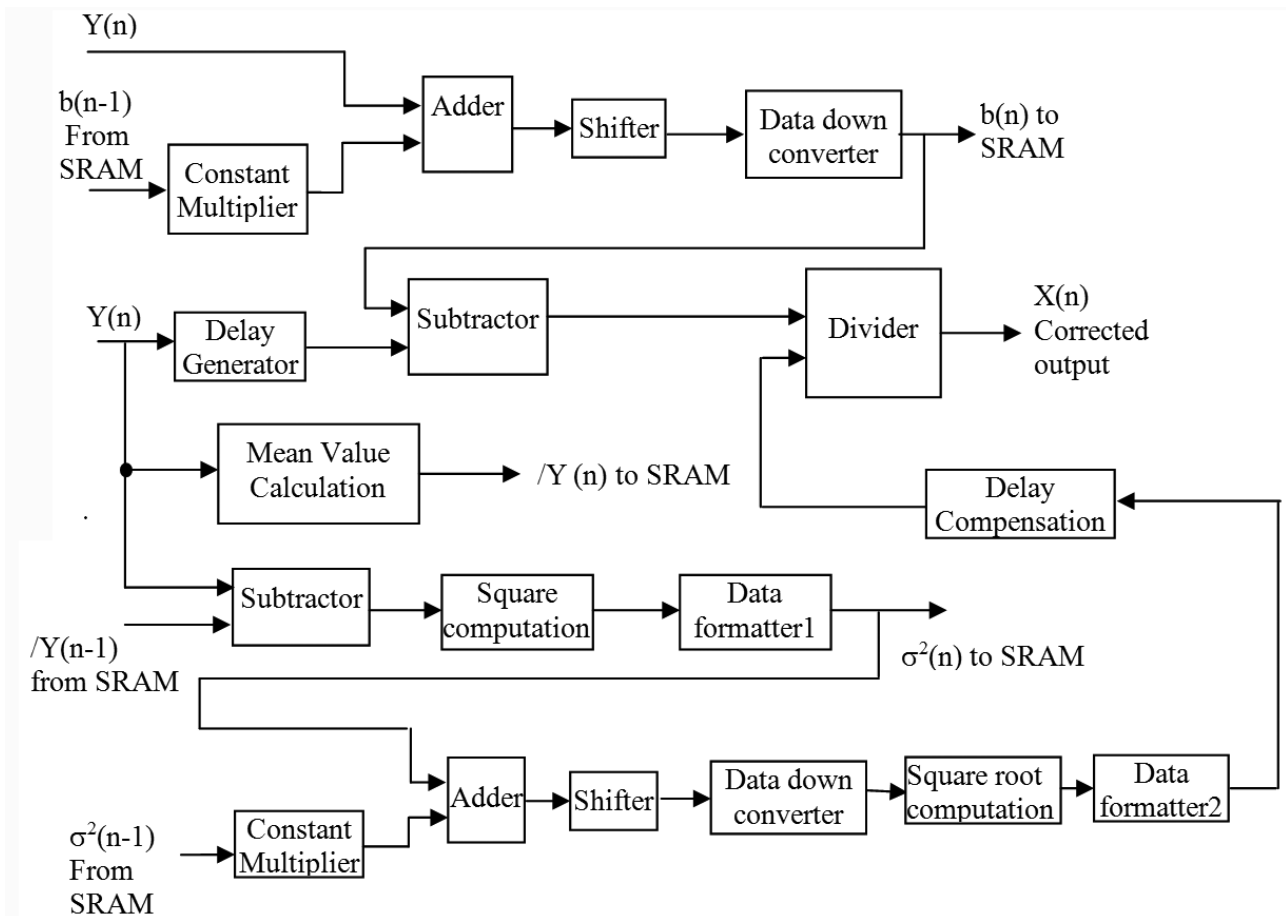 Y(n)
b(n-1)
From
SRAM
Constant
Multiplier
Adder
Shifter
Data down
converter
b(n) to
SRAM
Y(n)
Delay
Generator
Subtractor
Divider
X(n)
Corrected
output
Mean Value
Calculation
/Y (n) to SRAM
Delay
Compensation
.
/Y(n-1)
from SRAM
Subtractor
Square
computation
Data
formatter1
σ²(n) to SRAM
σ²(n-1)
From
SRAM
Constant
Multiplier
Adder
Shifter
Data down
converter
Square root
computation
Data
formatter2